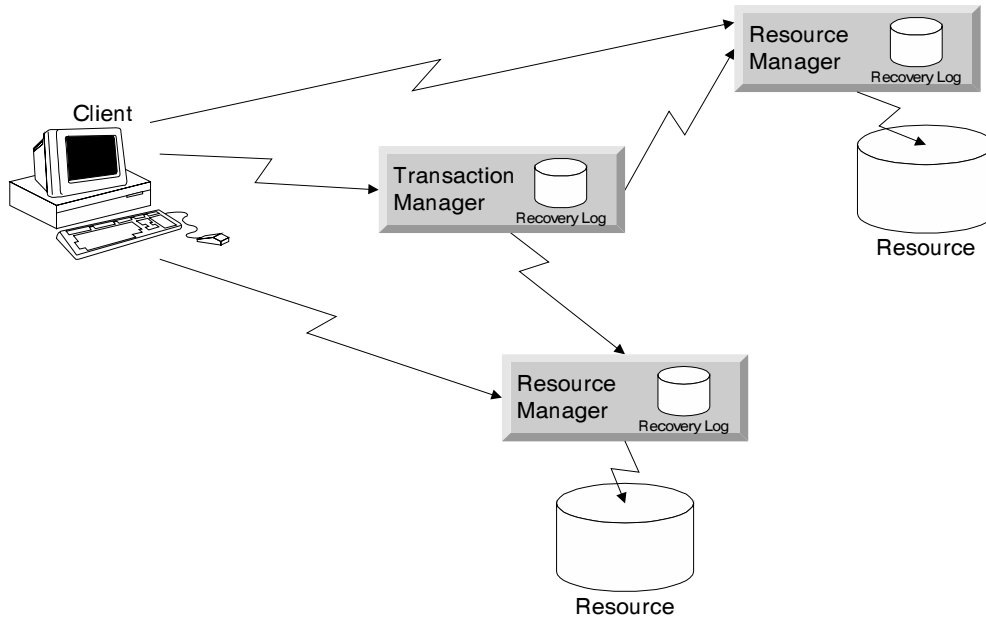 Resource
Manager
Recovery Log
Client
Transaction
Manager
Recovery Log
Resource
Resource
Manager
Recovery Log
Resource